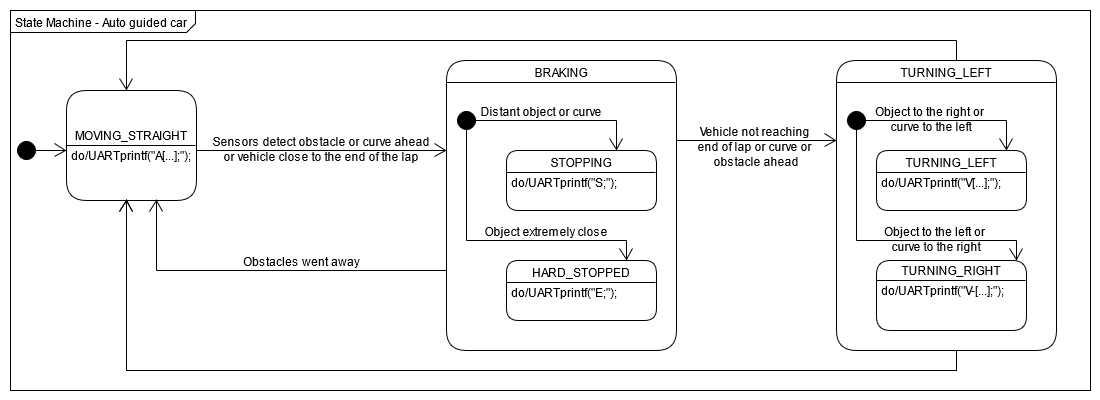 State Machine - Auto guided car
MOVING_STRAIGHT
do/UARTprintf("A[...];");
Sensors detect obstacle or curve ahead
or vehicle close to the end of the lap
Obstacles went away
BRAKING
Distant object or curve
STOPPING
do/UARTprintf("S;");
Object extremely close
HARD_STOPPED
do/UARTprintf("E;");
Vehicle not reaching
end of lap or curve or
obstacle ahead
TURNING_LEFT
Object to the right or
curve to the left
TURNING_LEFT
do/UARTprintf("V[...];");
Object to the left or
curve to the right
TURNING_RIGHT
do/UARTprintf("V-[...];");